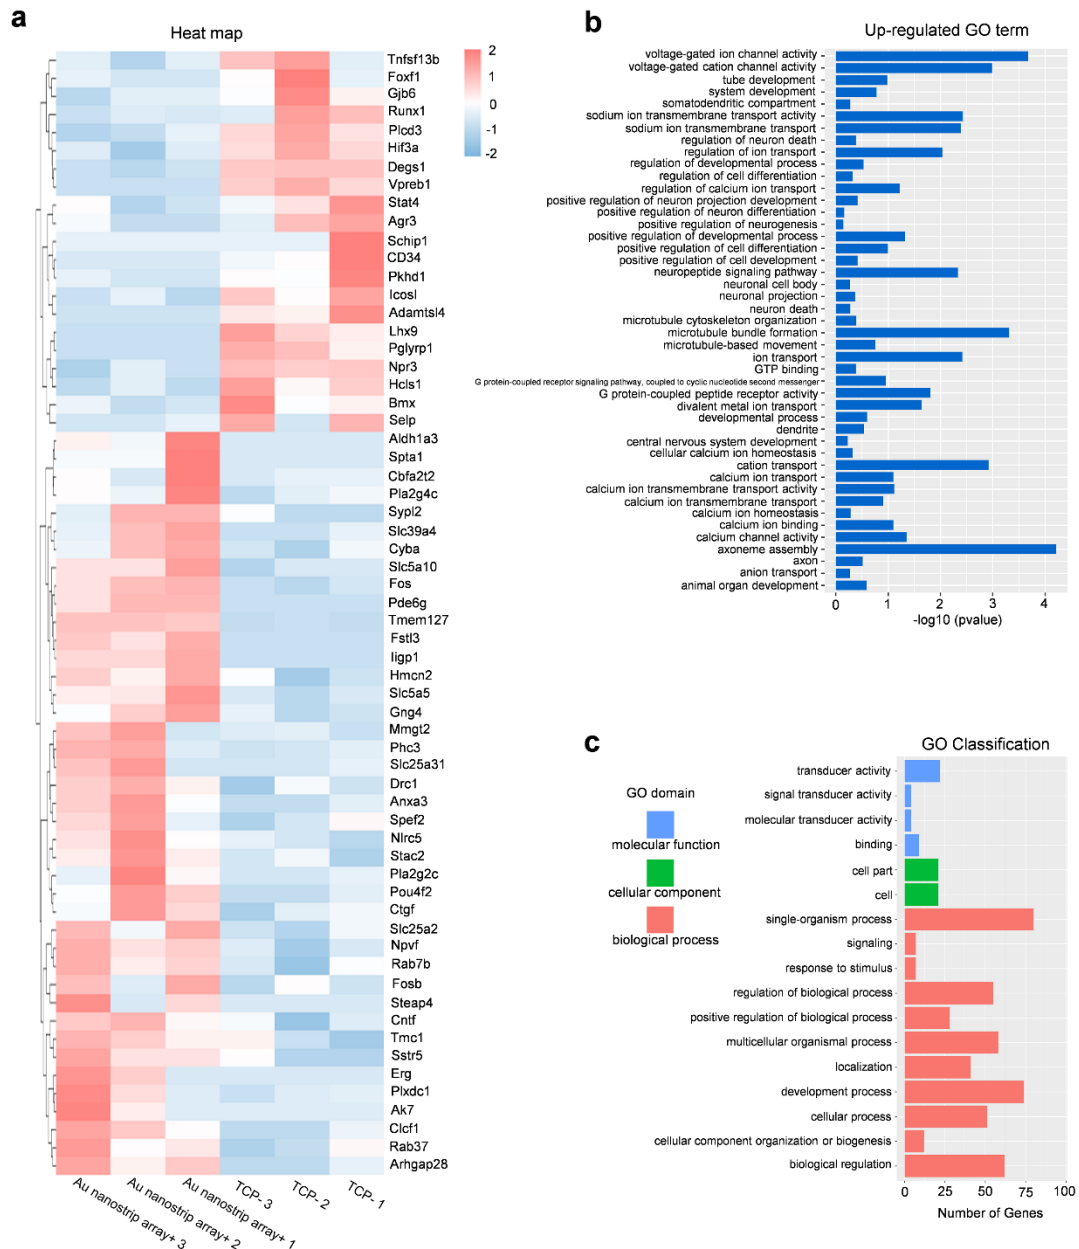 a
Heat map
Tnfsf13b
Foxf1
Gjb6
Runx1
Plcd3
Hif3a
Degs1
Vpreb1
Stat4
Agr3
Schip1
CD34
Pkhd1
Icosl
Adamtsl4
Lhx9
Pglyrp1
Npr3
Hcls1
Bmx
Selp
Aldh1a3
Spta1
Cbfa2t2
Pla2g4c
Sypl2
Slc39a4
Cyba
Slc5a10
Fos
Pde6g
Tmem127
Fstl3
Iigp1
Hmcn2
Slc5a5
Gng4
Mmgt2
Phc3
Slc25a31
Drc1
Anxa3
Spef2
Nlrc5
Stac2
Pla2g2c
Pou4f2
Ctgf
Slc25a2
Npvf
Rab7b
Fosb
Steap4
Cntf
Tmc1
Sstr5
Erg
Plxdc1
Ak7
Clcf1
Rab37
Arhgap28
2
1
0
-1
-2
Au nanostrip array+ 3
Au nanostrip array+ 2
Au nanostrip array+ 1
TCP- 3
TCP- 2
TCP- 1
b
Up-regulated GO term
voltage-gated ion channel activity
voltage-gated cation channel activity
tube development
system development
somatodendritic compartment
sodium ion transmembrane transport activity
sodium ion transmembrane transport
regulation of neuron death
regulation of ion transport
regulation of developmental process
regulation of cell differentiation
regulation of calcium ion transport
positive regulation of neuron projection development
positive regulation of neuron differentiation
positive regulation of neurogenesis
positive regulation of developmental process
positive regulation of cell differentiation
positive regulation of cell development
neuropeptide signaling pathway
neuronal cell body
neuronal projection
neuron death
microtubule cytoskeleton organization
microtubule bundle formation
microtubule-based movement
ion transport
GTP binding
G protein-coupled receptor signaling pathway, coupled to cyclic nucleotide second messenger
G protein-coupled peptide receptor activity
divalent metal ion transport
developmental process
dendrite
central nervous system development
cellular calcium ion homeostasis
cation transport
calcium ion transport
calcium ion transmembrane transport activity
calcium ion transmembrane transport
calcium ion homeostasis
calcium ion binding
calcium channel activity
axoneme assembly
axon
anion transport
animal organ development
0 1 2 3 4
-log10 (pvalue)
c
GO Classification
GO domain
molecular function
cellular component
biological process
transducer activity
signal transducer activity
molecular transducer activity
binding
cell part
cell
single-organism process
signaling
response to stimulus
regulation of biological process
positive regulation of biological process
multicellular organismal process
localization
development process
cellular process
cellular component organization or biogenesis
biological regulation
0 25 50 75 100
Number of Genes